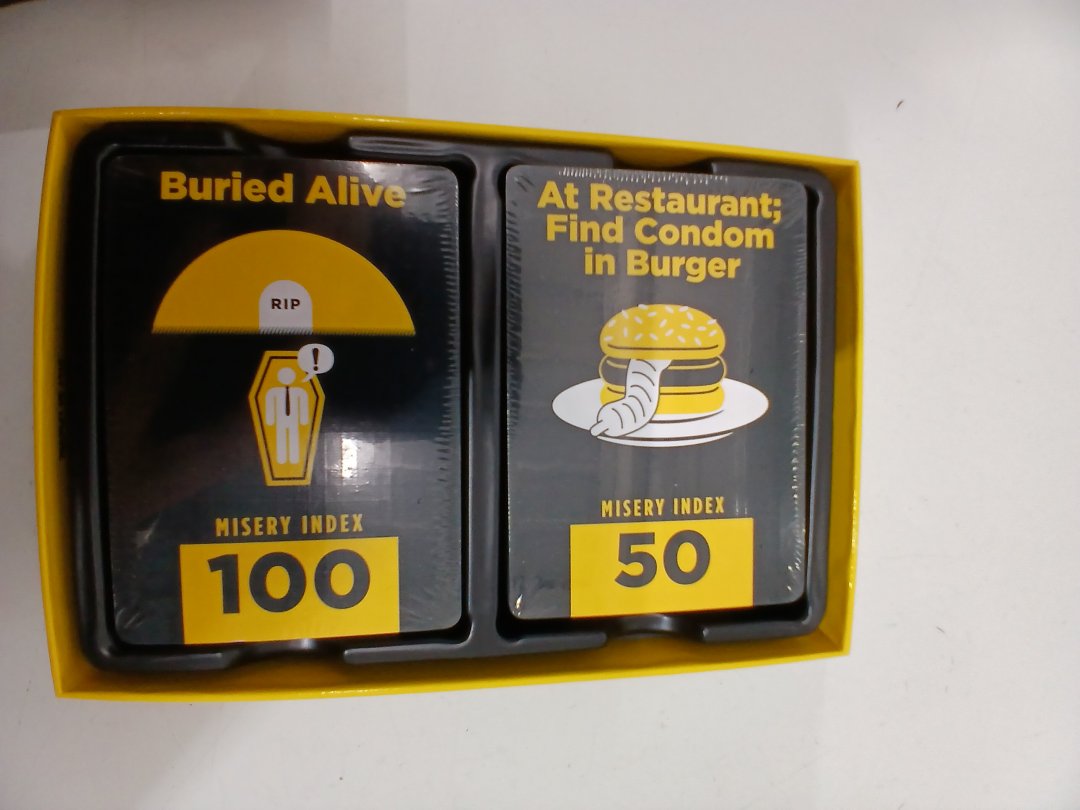 Buried Alive
RIP
!
MISERY INDEX
100
At Restaurant;
Find Condom
in Burger
MISERY INDEX
50